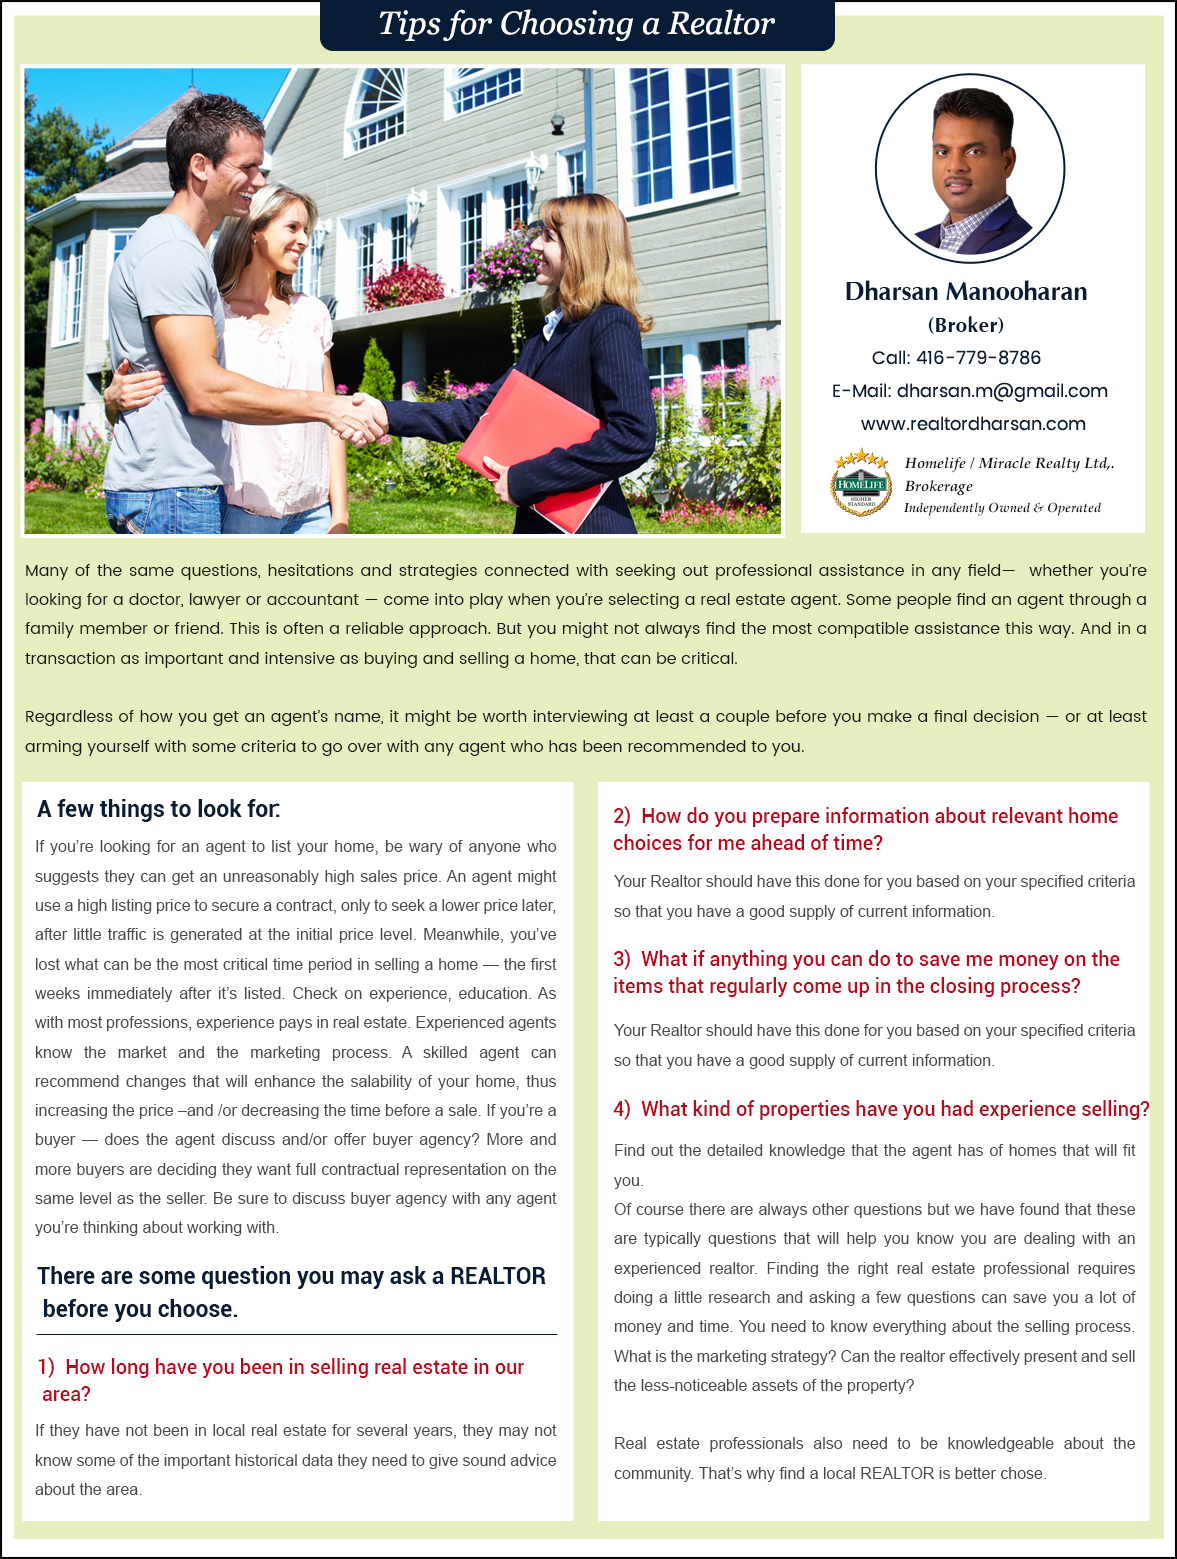 Tips for Choosing a Realtor
Dharsan Manooharan
(Broker)
Call: 416-779-8786
E-Mail: dharsan.m@gmail.com
www.realtordharsan.com
HOMELIFE
HIGHER
STANDARD
Homelife / Miracle Realty Ltd,.
Brokerage
Independently Owned & Operated
Many of the same questions, hesitations and strategies connected with seeking out professional assistance in any field— whether you're
looking for a doctor, lawyer or accountant — come into play when you're selecting a real estate agent. Some people find an agent through a
family member or friend. This is often a reliable approach. But you might not always find the most compatible assistance this way. And in a
transaction as important and intensive as buying and selling a home, that can be critical.
Regardless of how you get an agent's name, it might be worth interviewing at least a couple before you make a final decision — or at least
arming yourself with some criteria to go over with any agent who has been recommended to you.
A few things to look for:
If you're looking for an agent to list your home, be wary of anyone who
suggests they can get an unreasonably high sales price. An agent might
use a high listing price to secure a contract, only to seek a lower price later,
after little traffic is generated at the initial price level. Meanwhile, you've
lost what can be the most critical time period in selling a home — the first
weeks immediately after it's listed. Check on experience, education. As
with most professions, experience pays in real estate. Experienced agents
know the market and the marketing process. A skilled agent can
recommend changes that will enhance the salability of your home, thus
increasing the price –and /or decreasing the time before a sale. If you're a
buyer — does the agent discuss and/or offer buyer agency? More and
more buyers are deciding they want full contractual representation on the
same level as the seller. Be sure to discuss buyer agency with any agent
you're thinking about working with.
There are some question you may ask a REALTOR
before you choose.
1) How long have you been in selling real estate in our
area?
If they have not been in local real estate for several years, they may not
know some of the important historical data they need to give sound advice
about the area.
2) How do you prepare information about relevant home
choices for me ahead of time?
Your Realtor should have this done for you based on your specified criteria
so that you have a good supply of current information.
3) What if anything you can do to save me money on the
items that regularly come up in the closing process?
Your Realtor should have this done for you based on your specified criteria
so that you have a good supply of current information.
4) What kind of properties have you had experience selling?
Find out the detailed knowledge that the agent has of homes that will fit
you.
Of course there are always other questions but we have found that these
are typically questions that will help you know you are dealing with an
experienced realtor. Finding the right real estate professional requires
doing a little research and asking a few questions can save you a lot of
money and time. You need to know everything about the selling process.
What is the marketing strategy? Can the realtor effectively present and sell
the less-noticeable assets of the property?
Real estate professionals also need to be knowledgeable about the
community. That's why find a local REALTOR is better chose.